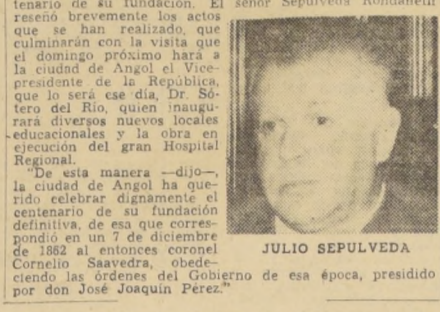 tenario de su fundación. El señor Sepúlveda Rondanelli
reseñó brevemente los actos
que se han realizado, que
culminarán con la visita que
el domingo próximo hará a
la ciudad de Angol el Vice-
presidente de la República,
que lo será ese día, Dr. Só-
tero del Río, quien inaugu-
rará diversos nuevos locales
educacionales y la obra en
ejecución del gran Hospital
Regional.
"De esta manera —dijo—,
la ciudad de Angol ha que-
rido celebrar dignamente el
centenario de su fundación
definitiva, de esa que corres-
pondió en un 7 de diciembre
de 1862 al entonces coronel
Cornelio Saavedra, obede-
ciendo las órdenes del Gobierno de esa época, presidido
por don José Joaquín Pérez."
JULIO SEPULVEDA